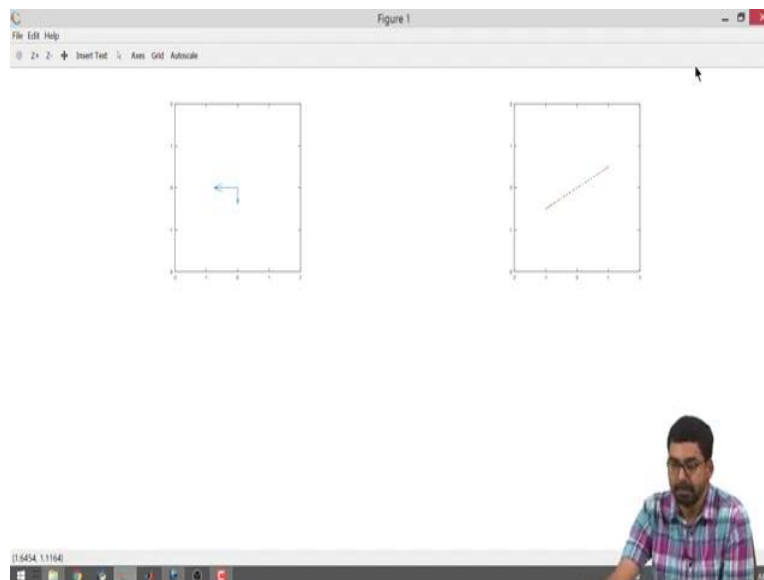 Figure 1
File Edit Help
Z+ Z- Insert Text Axes Grid Autoscale
(1.6454, 1.1164)